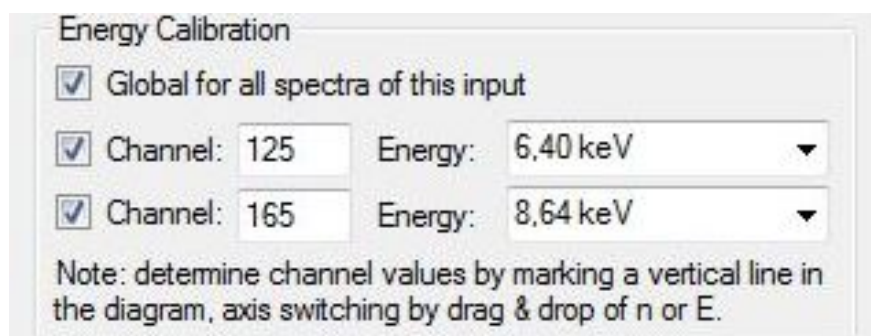 Energy Calibration
Global for all spectra of this input
Channel: 125 Energy: 6,40 keV
Channel: 165 Energy: 8,64 keV
Note: determine channel values by marking a vertical line in
the diagram, axis switching by drag & drop of n or E.